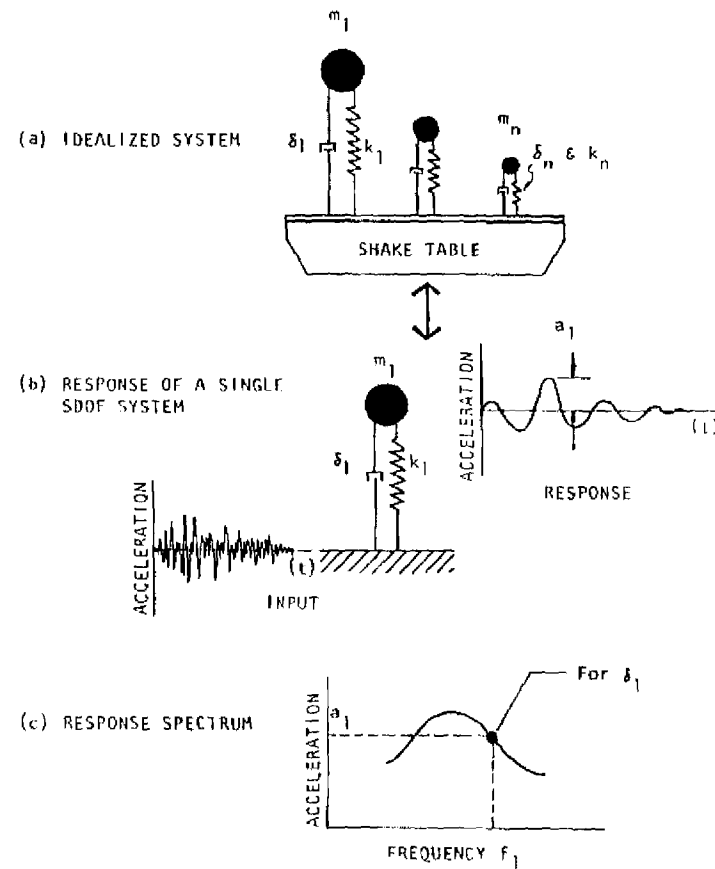 m1
(a) IDEALIZED SYSTEM
δ1
k1
mn
δn & kn
SHAKE TABLE
(b) RESPONSE OF A SINGLE
SDOF SYSTEM
m1
δ1
k1
ACCELERATION
a1
(t)
RESPONSE
ACCELERATION
(t)
INPUT
(c) RESPONSE SPECTRUM
ACCELERATION
a1
For δ1
FREQUENCY f1